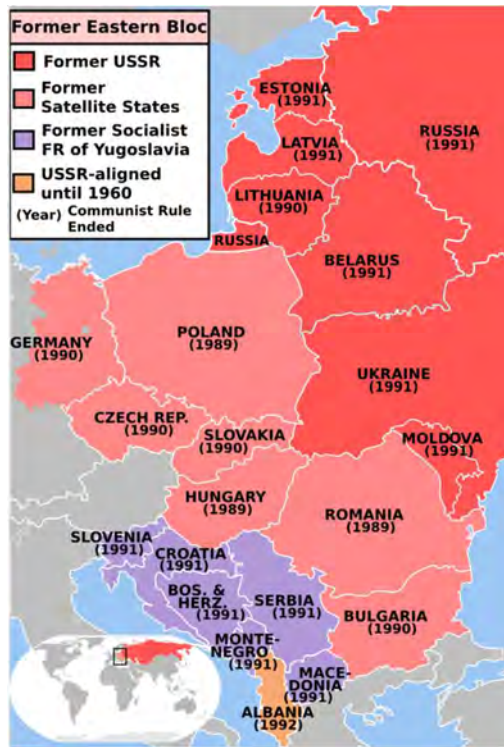 Former Eastern Bloc
Former USSR
Former
Satellite States
Former Socialist
FR of Yugoslavia
USSR-aligned
until 1960
(Year) Communist Rule
Ended
ESTONIA
(1991)
LATVIA
(1991)
RUSSIA
(1991)
LITHUANIA
(1990)
RUSSIA
BELARUS
(1991)
POLAND
(1989)
GERMANY
(1990)
UKRAINE
(1991)
CZECH REP.
(1990)
SLOVAKIA
(1990)
MOLDOVA
(1991)
HUNGARY
(1989)
ROMANIA
(1989)
SLOVENIA
(1991)
CROATIA
(1991)
BOS. &
HERZ.
(1991)
SERBIA
(1991)
BULGARIA
(1990)
MONTE-
NEGRO
(1991)
MACE-
DONIA
(1991)
ALBANIA
(1992)